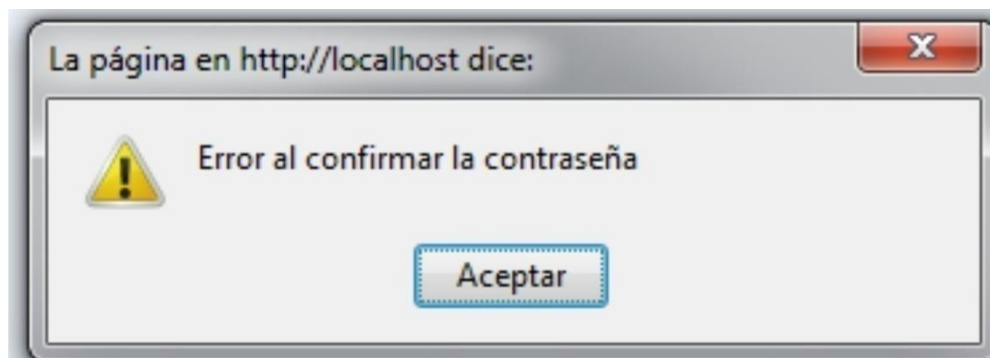 La página en http://localhost dice:
Error al confirmar la contraseña
Aceptar